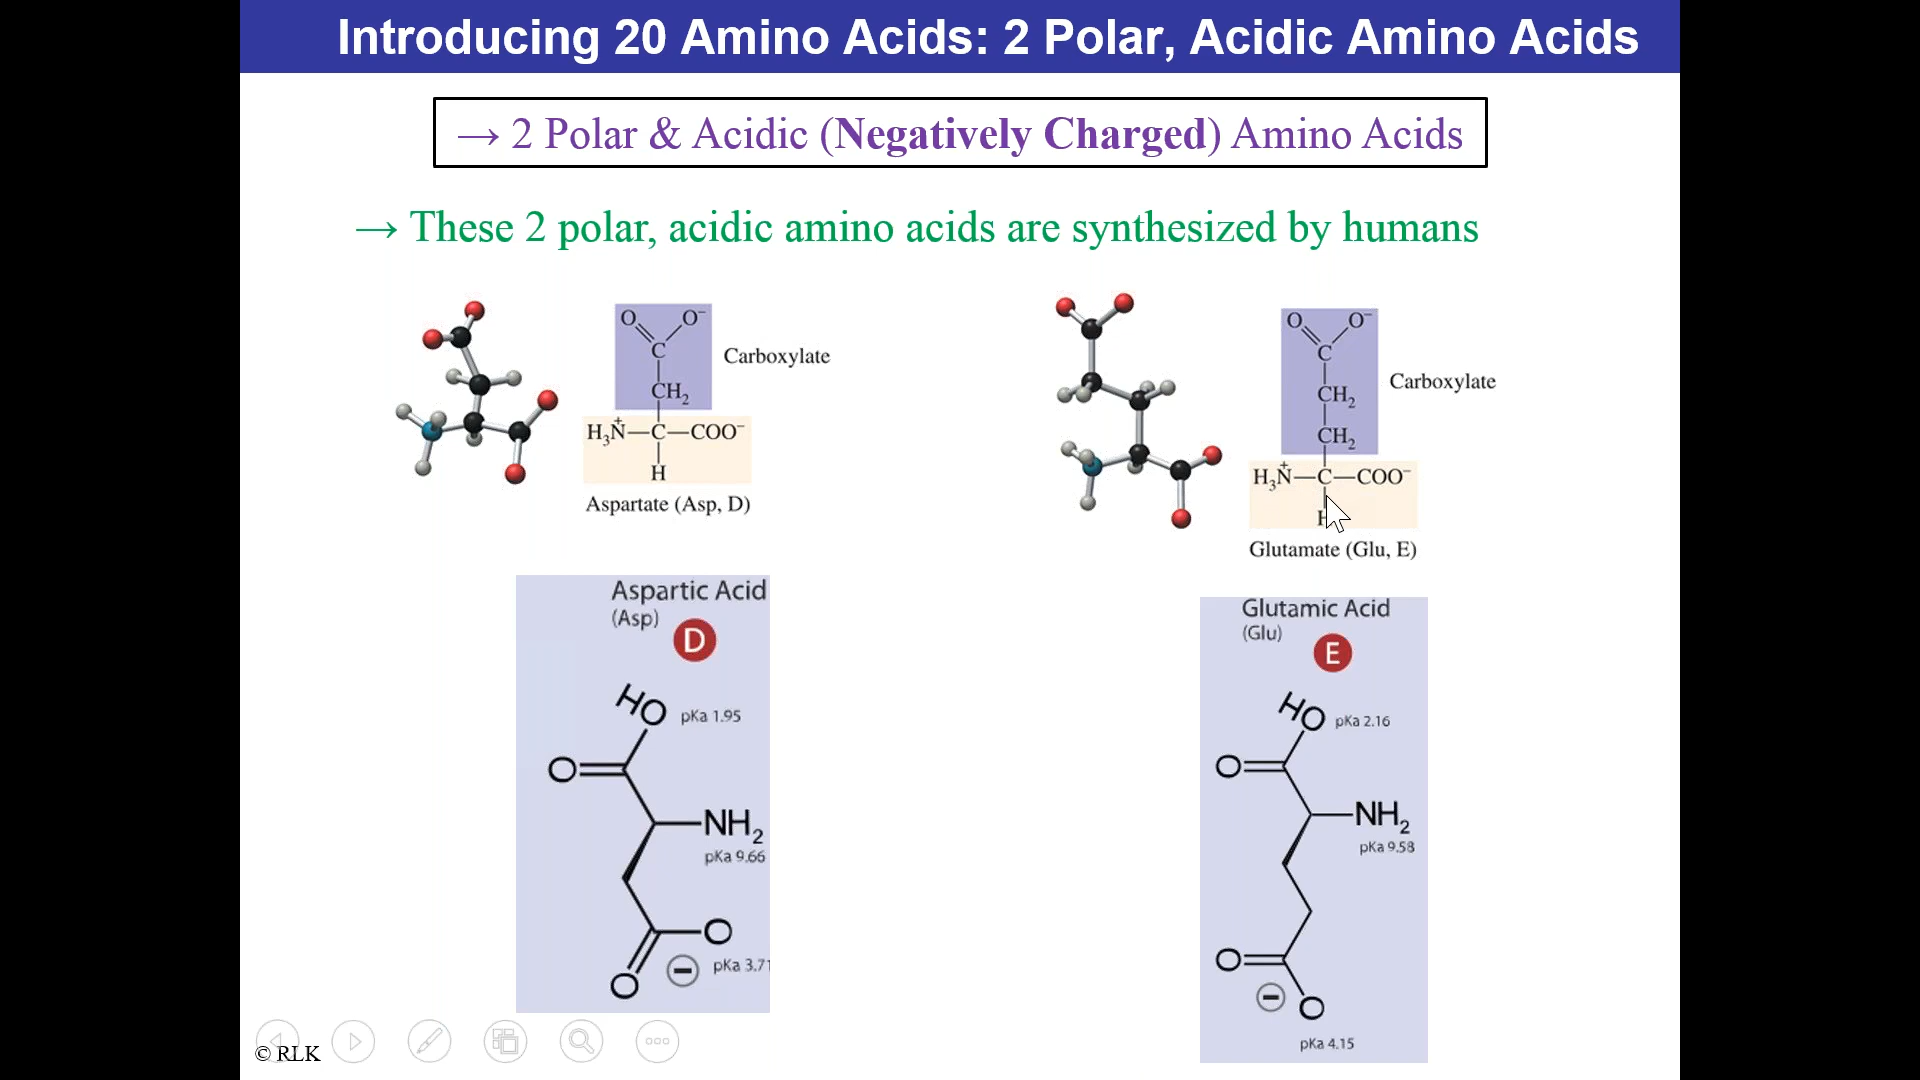 Introducing 20 Amino Acids: 2 Polar, Acidic Amino Acids
→ 2 Polar & Acidic (Negatively Charged) Amino Acids
→ These 2 polar, acidic amino acids are synthesized by humans
O O⁻
C
Carboxylate
CH₂
H₃N⁺—C—COO⁻
H
Aspartate (Asp, D)
O O⁻
C
Carboxylate
CH₂
CH₂
H₃N⁺—C—COO⁻
H
Glutamate (Glu, E)
Aspartic Acid
(Asp)
D
HO pKa 1.95
O
NH₂
pKa 9.66
O
pKa 3.71
O
Glutamic Acid
(Glu)
E
HO pKa 2.16
O
NH₂
pKa 9.58
O
O
pKa 4.15
© RLK